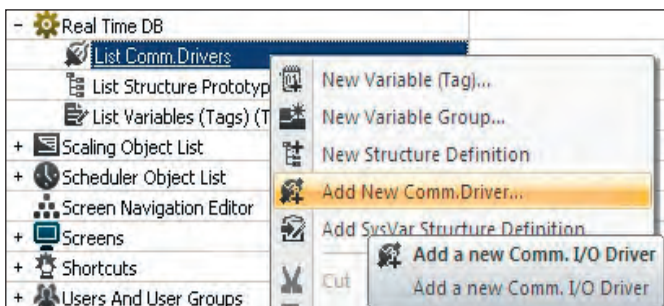 Real Time DB
List Comm.Drivers
List Structure Prototyp
List Variables (Tags) (T
Scaling Object List
Scheduler Object List
Screen Navigation Editor
Screens
Shortcuts
Users And User Groups
New Variable (Tag)...
New Variable Group...
New Structure Definition
Add New Comm.Driver...
Add SysVar Structure Definition
Cut
Add a new Comm. I/O Driver
Add a new Comm. I/O Driver